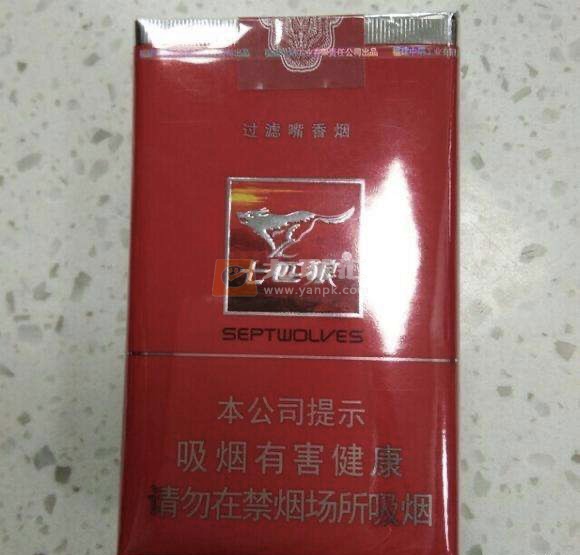 过滤嘴香烟
七匹狼
www.yanpk.com
SEPTWOLVES
本公司提示
吸烟有害健康
请勿在禁烟场所吸烟